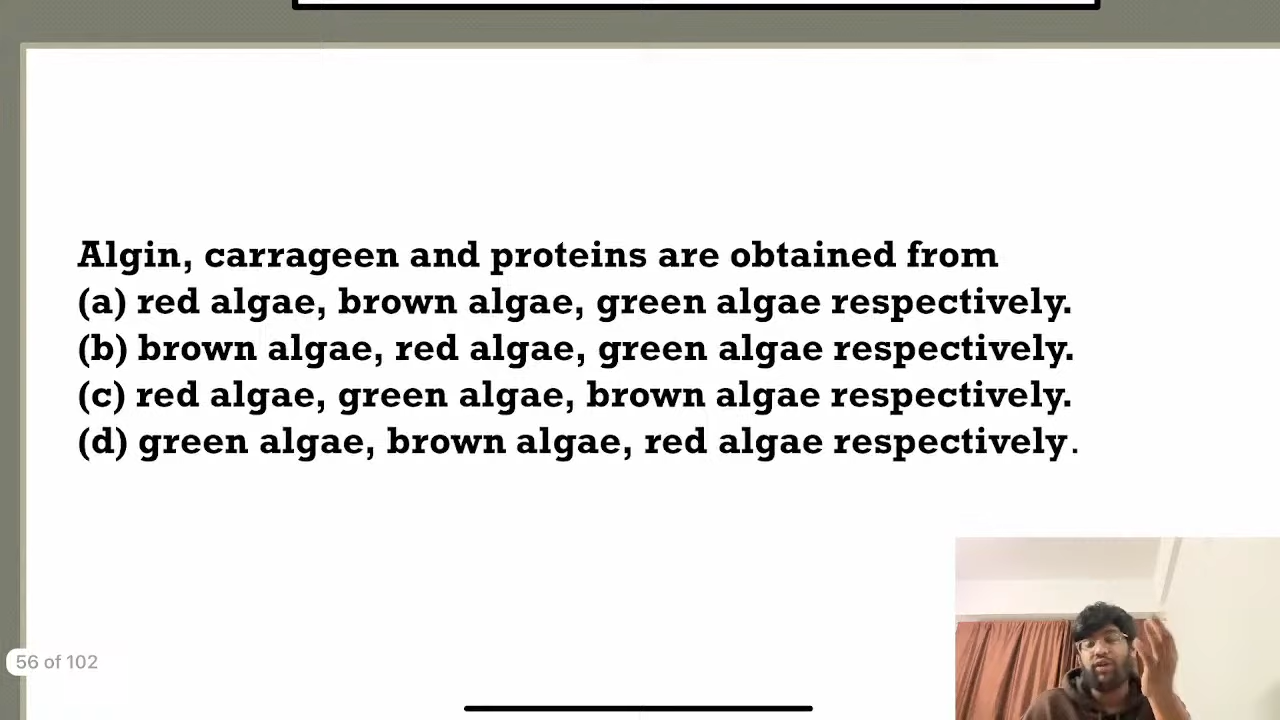 Algin, carrageen and proteins are obtained from
(a) red algae, brown algae, green algae respectively.
(b) brown algae, red algae, green algae respectively.
(c) red algae, green algae, brown algae respectively.
(d) green algae, brown algae, red algae respectively.
56 of 102